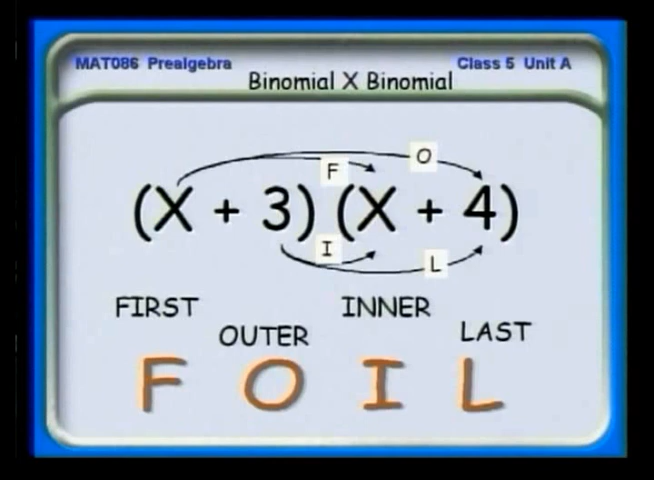 MAT086 Prealgebra Class 5 Unit A
Binomial X Binomial
F O
(X + 3) (X + 4)
I L
FIRST INNER
OUTER LAST
F O I L